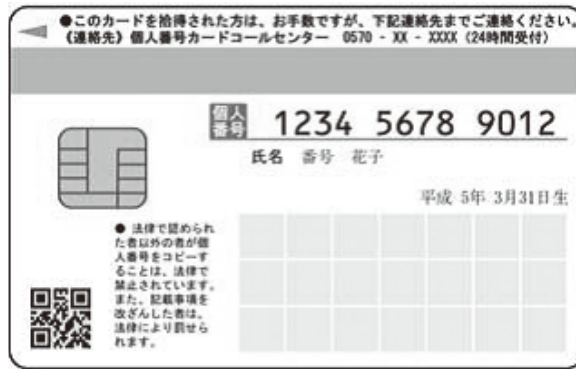 ●このカードを拾得された方は、お手数ですが、下記連絡先までご連絡ください。
《連絡先》個人番号カードコールセンター 0570 - XX - XXXX（24時間受付）
個人番号 1234 5678 9012
氏名 番号 花子
平成 5年 3月31日生
● 法律で認められ
た者以外の者が個
人番号をコピーす
ることは、法律で
禁止されています。
また、記載事項を
改ざんした者は、
法律により罰せら
れます。